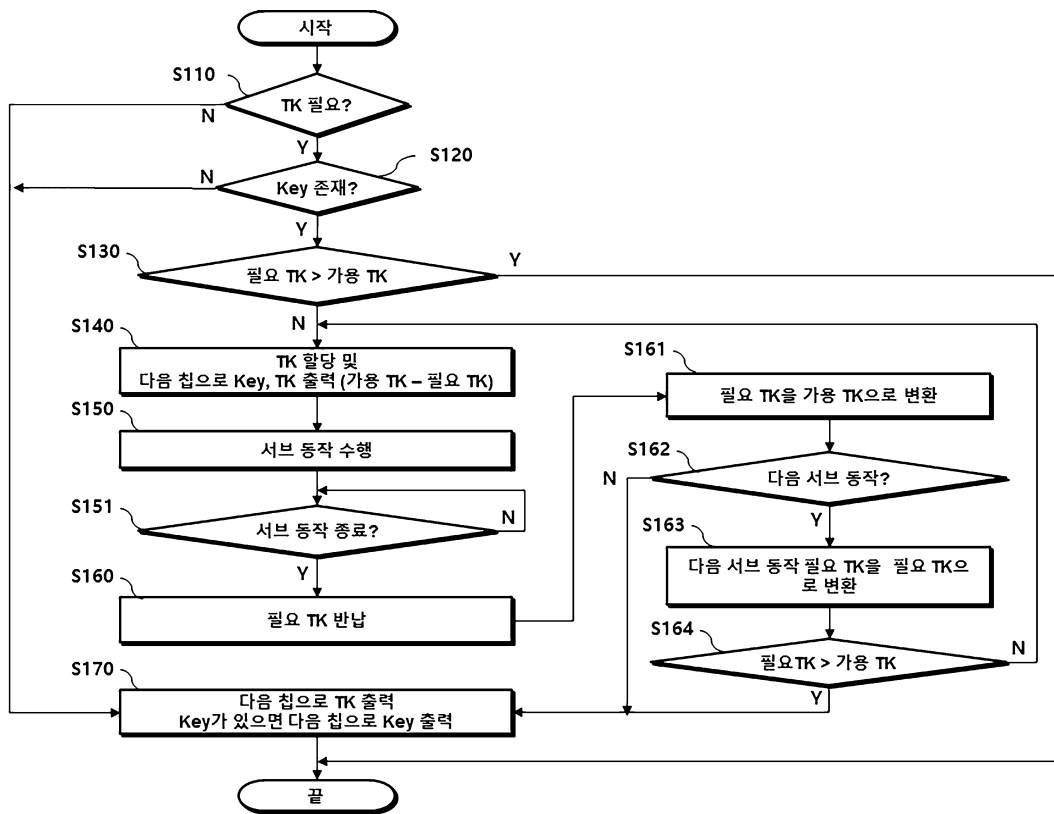 시작
S110
TK 필요?
N
Y
S120
Key 존재?
N
Y
S130
필요 TK > 가용 TK
Y
N
S140
TK 할당 및
다음 칩으로 Key, TK 출력 (가용 TK – 필요 TK)
S150
서브 동작 수행
S151
서브 동작 종료?
N
Y
S160
필요 TK 반납
S161
필요 TK을 가용 TK으로 변환
S162
다음 서브 동작?
N
Y
S163
다음 서브 동작 필요 TK을 필요 TK으
로 변환
S164
필요TK > 가용 TK
N
Y
S170
다음 칩으로 TK 출력
Key가 있으면 다음 칩으로 Key 출력
끝